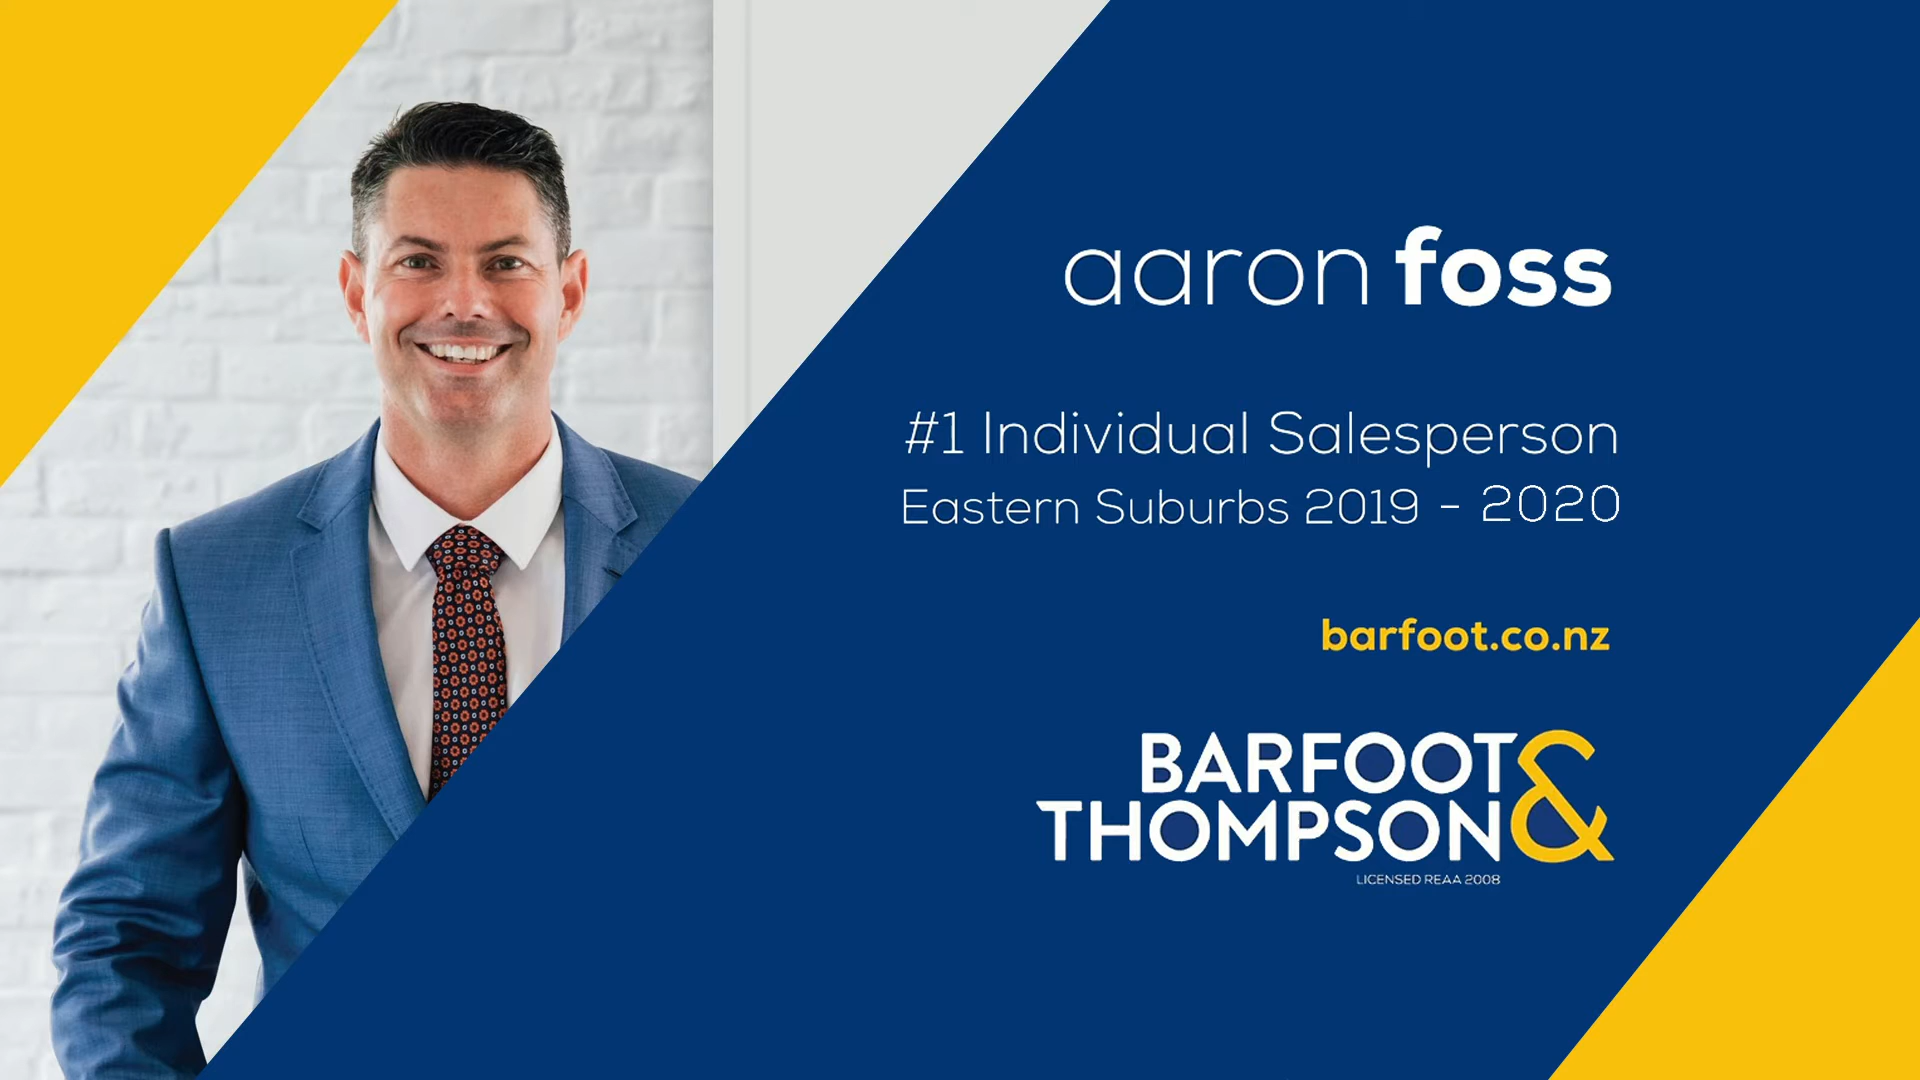 aaron foss
#1 Individual Salesperson
Eastern Suburbs 2019 - 2020
barfoot.co.nz
BARFOOT &
THOMPSON
LICENSED REAA 2008